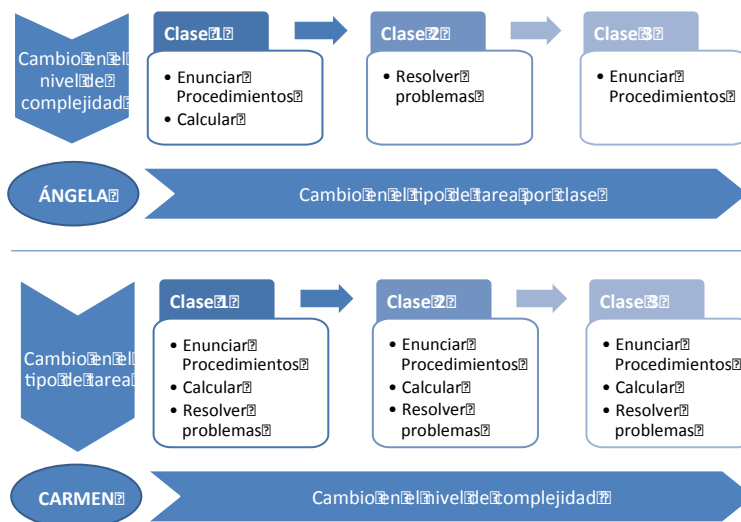 Clase 1
Clase 2
Clase 3
Cambio en el
nivel de
complejidad
• Enunciar
Procedimientos
• Calcular
• Resolver
problemas
• Enunciar
Procedimientos
ÁNGELA
Cambio en el tipo de tarea por clase
Clase 1
Clase 2
Clase 3
Cambio en el
tipo de tarea
• Enunciar
Procedimientos
• Calcular
• Resolver
problemas
• Enunciar
Procedimientos
• Calcular
• Resolver
problemas
• Enunciar
Procedimientos
• Calcular
• Resolver
problemas
CARMEN
Cambio en el nivel de complejidad